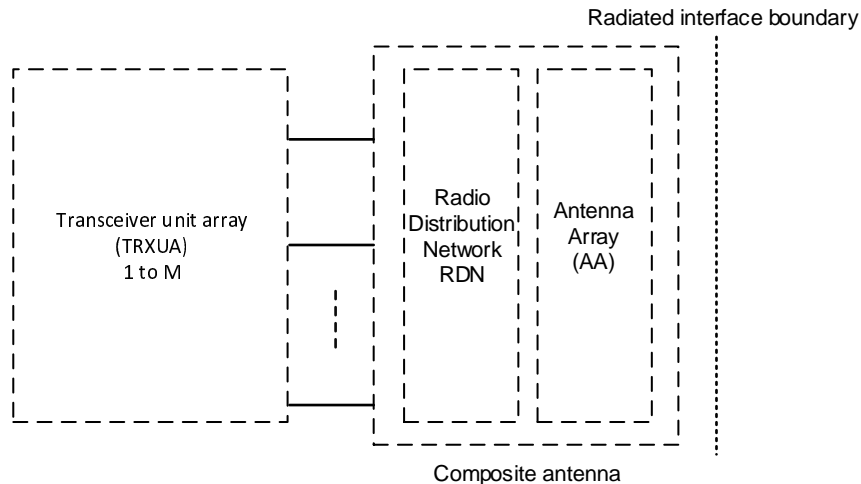 Radiated interface boundary
Transceiver unit array
(TRXUA)
1 to M
Radio
Distribution
Network
RDN
Antenna
Array
(AA)
Composite antenna